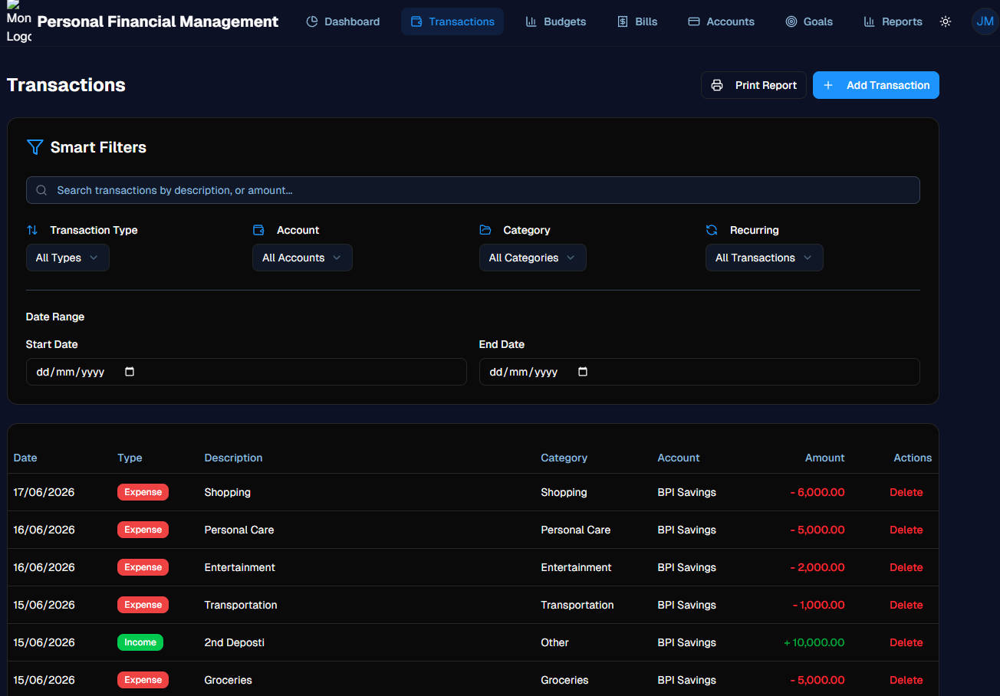 Mon
Logo
Personal Financial Management
Dashboard
Transactions
Budgets
Bills
Accounts
Goals
Reports
JM
Transactions
Print Report
+ Add Transaction
Smart Filters
Search transactions by description, or amount...
Transaction Type
Account
Category
Recurring
All Types
All Accounts
All Categories
All Transactions
Date Range
Start Date
End Date
dd/mm/yyyy
dd/mm/yyyy
Date Type Description Category Account Amount Actions
17/06/2026 Expense Shopping Shopping BPI Savings - 6,000.00 Delete
16/06/2026 Expense Personal Care Personal Care BPI Savings - 5,000.00 Delete
16/06/2026 Expense Entertainment Entertainment BPI Savings - 2,000.00 Delete
15/06/2026 Expense Transportation Transportation BPI Savings - 1,000.00 Delete
15/06/2026 Income 2nd Deposti Other BPI Savings + 10,000.00 Delete
15/06/2026 Expense Groceries Groceries BPI Savings - 5,000.00 Delete